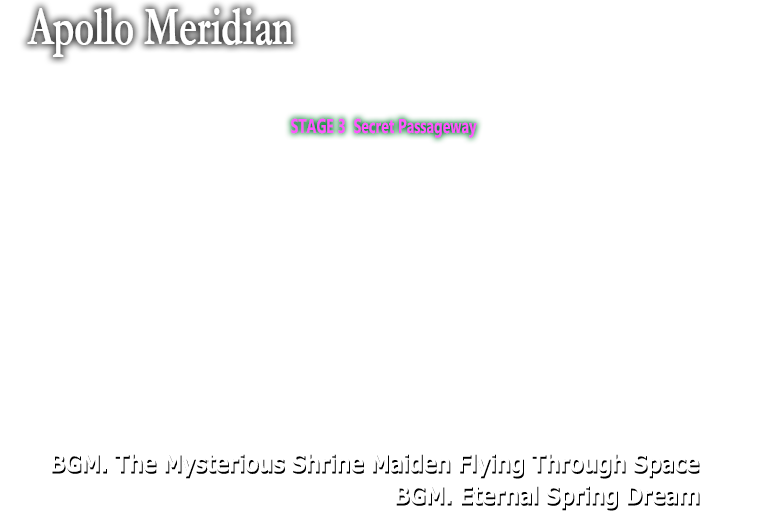 Apollo Meridian
STAGE 3 Secret Passageway
BGM. The Mysterious Shrine Maiden Flying Through Space
BGM. Eternal Spring Dream